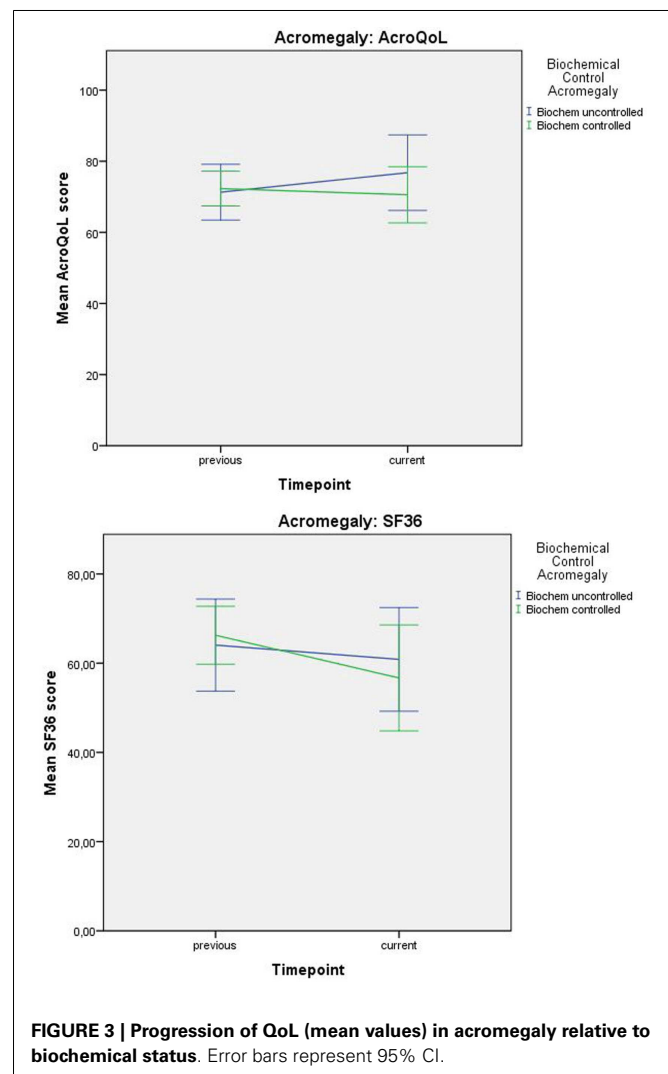 Acromegaly: AcroQoL
Biochemical
Control
Acromegaly
Biochem uncontrolled
Biochem controlled
100
80
60
40
20
0
Mean AcroQoL score
previous current
Timepoint
Acromegaly: SF36
Biochemical
Control
Acromegaly
Biochem uncontrolled
Biochem controlled
80,00
60,00
40,00
20,00
0,00
Mean SF36 score
previous current
Timepoint
FIGURE 3 | Progression of QoL (mean values) in acromegaly relative to
biochemical status. Error bars represent 95% CI.